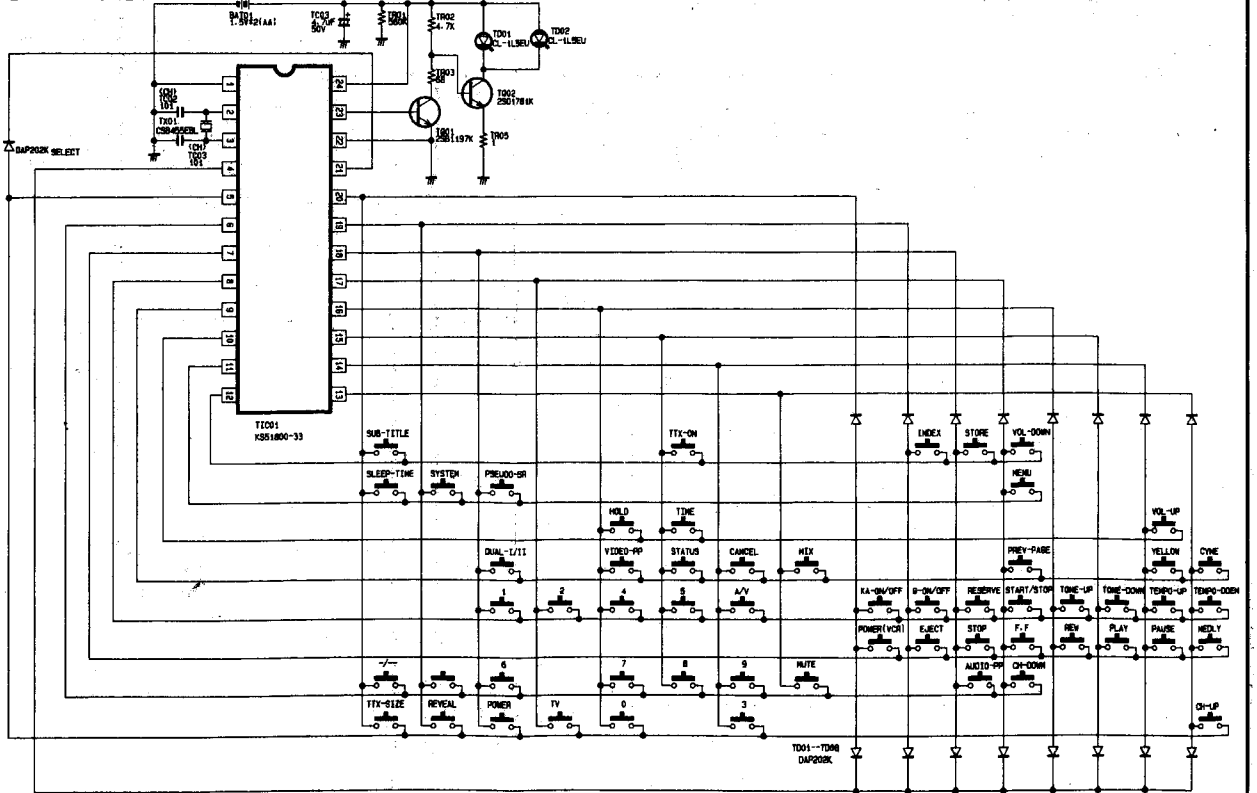 BAT01
1.5V*2(AA)
TC03
4.7UF
50V
TR01
560K
TR02
4.7K
TD01
CL-1L5EU
TD02
CL-1L5EU
TR03
68
TQ02
2SD1781K
TQ01
2SB1197K
TR05
1
(CH)
TC02
101
TX01
CSB455EBL
(CH)
TC03
101
DAP202K SELECT
1 24
2 23
3 22
4 21
5 20
6 19
7 18
8 17
9 16
10 15
11 14
12 13
TIC01
KS51800-33
SUB-TITLE TTX-ON INDEX STORE VOL-DOWN
SLEEP-TIME SYSTEM PSEUDO-SR MENU
HOLD TIME VOL-UP
DUAL-I/II VIDEO-PP STATUS CANCEL MIX PREV-PAGE YELLOW CYNE
1 2 4 5 A/V KA-ON/OFF B-ON/OFF RESERVE START/STOP TONE-UP TONE-DOWN TEMPO-UP TEMPO-DOEN
POWER(VCR) EJECT STOP F.F REW PLAY PAUSE MEDLY
-/-- 6 7 8 9 MUTE AUDIO-PP CH-DOWN
TTX-SIZE REVEAL POWER TV 0 3 CH-UP
TD01--TD08
DAP202K